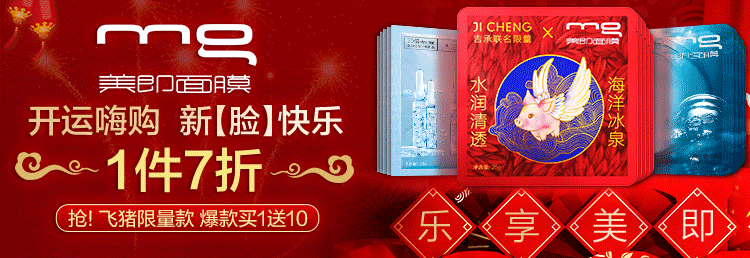 mg
美即面膜
开运嗨购 新【脸】快乐
1件7折
抢! 飞猪限量款 爆款买1送10
JI CHENG
吉承联名限量
X
mg
美即面膜
水润清透
海洋冰泉
乐享美即